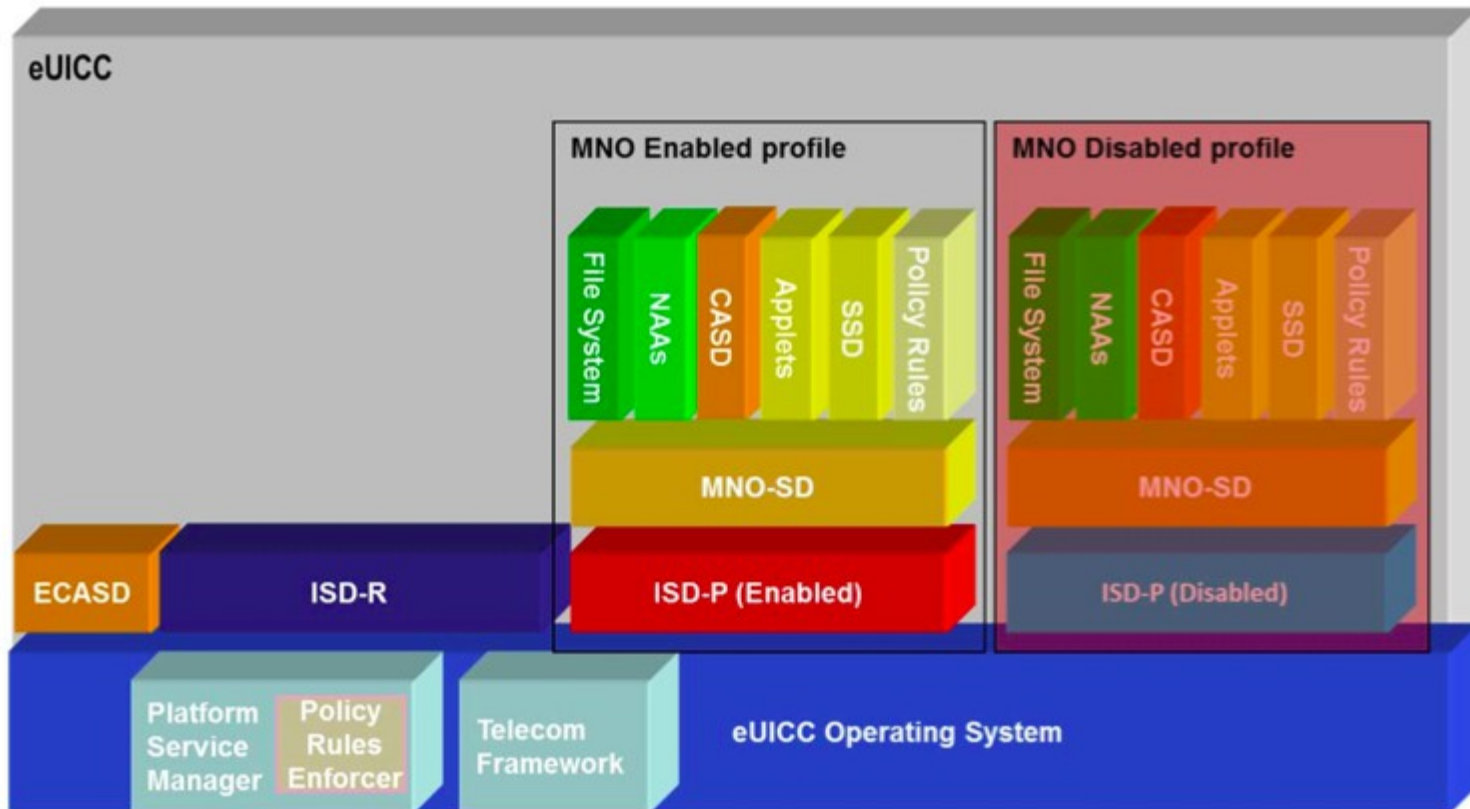 eUICC
MNO Enabled profile
File System
NAAs
CASD
Applets
SSD
Policy Rules
MNO-SD
ISD-P (Enabled)
MNO Disabled profile
File System
NAAs
CASD
Applets
SSD
Policy Rules
MNO-SD
ISD-P (Disabled)
ECASD
ISD-R
Platform
Service
Manager
Policy
Rules
Enforcer
Telecom
Framework
eUICC Operating System